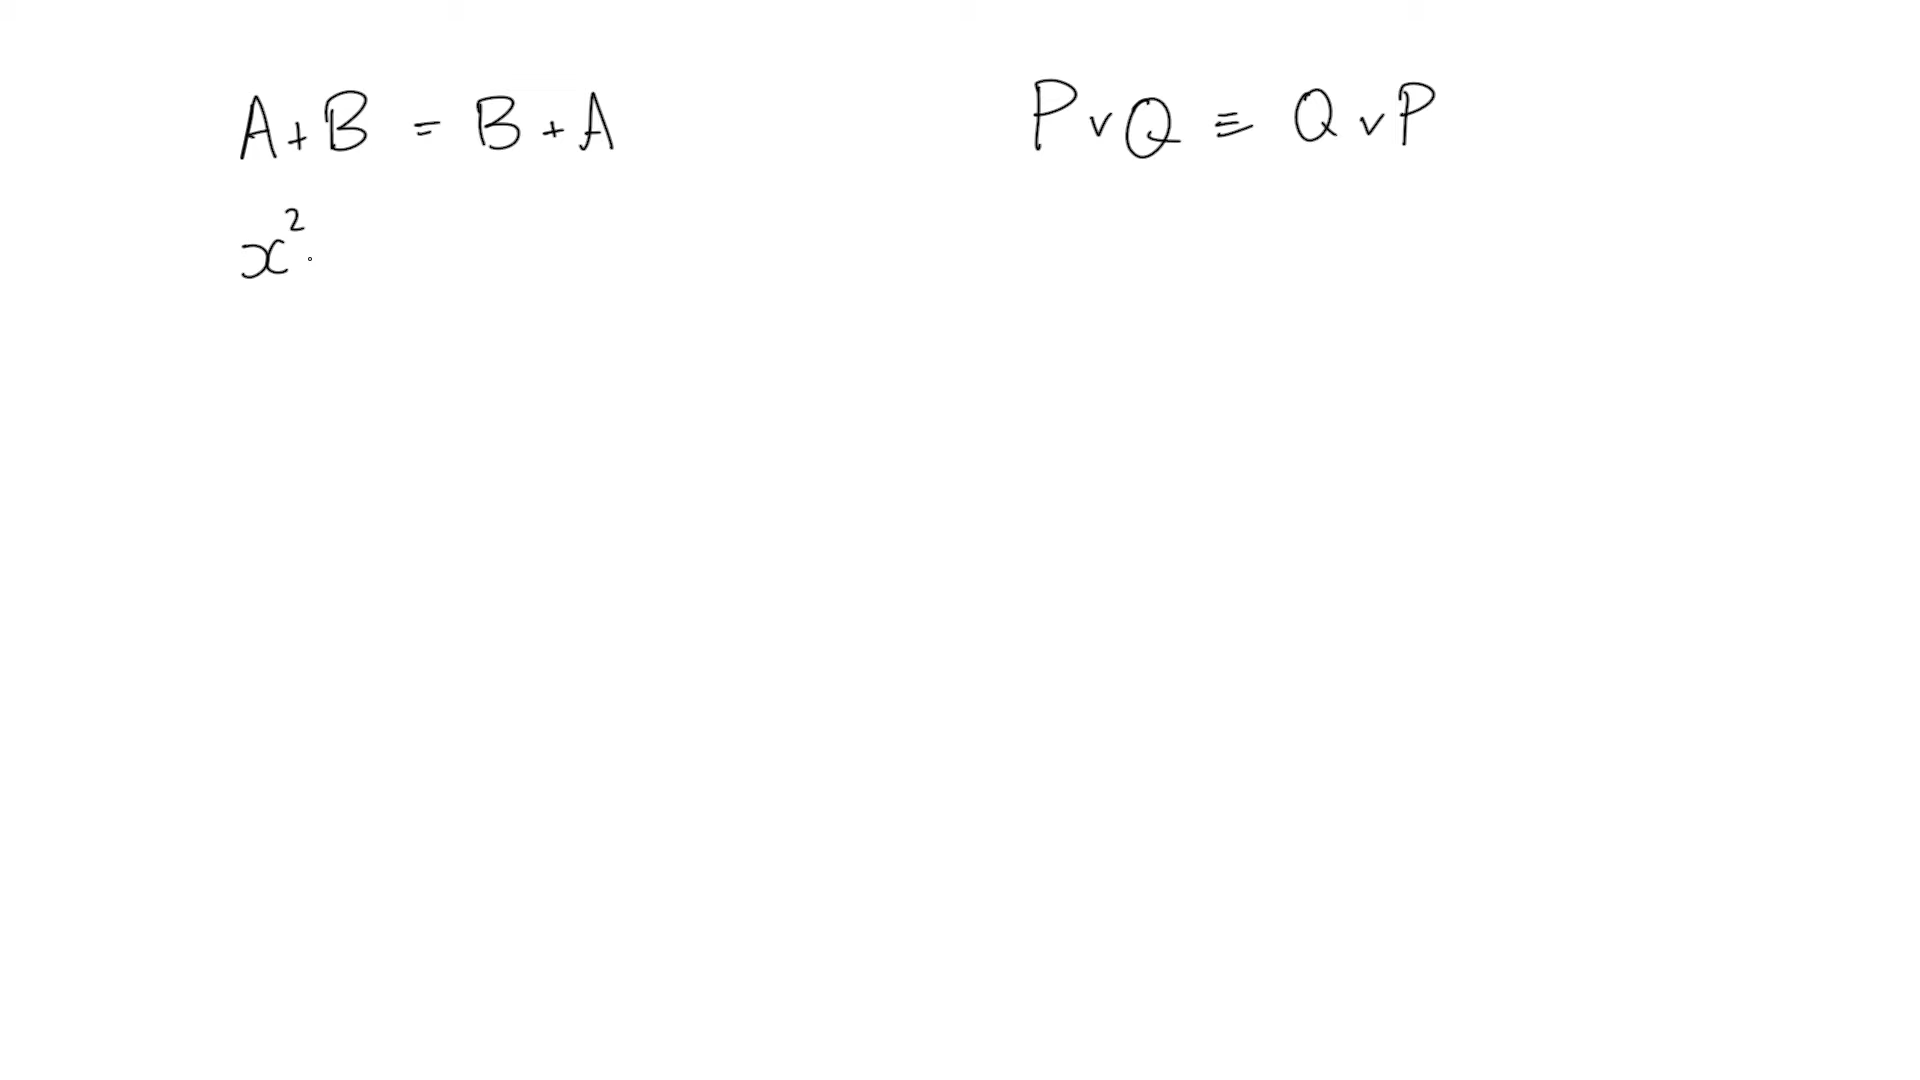 A+B = B+A
P∨Q ≡ Q∨P
x²